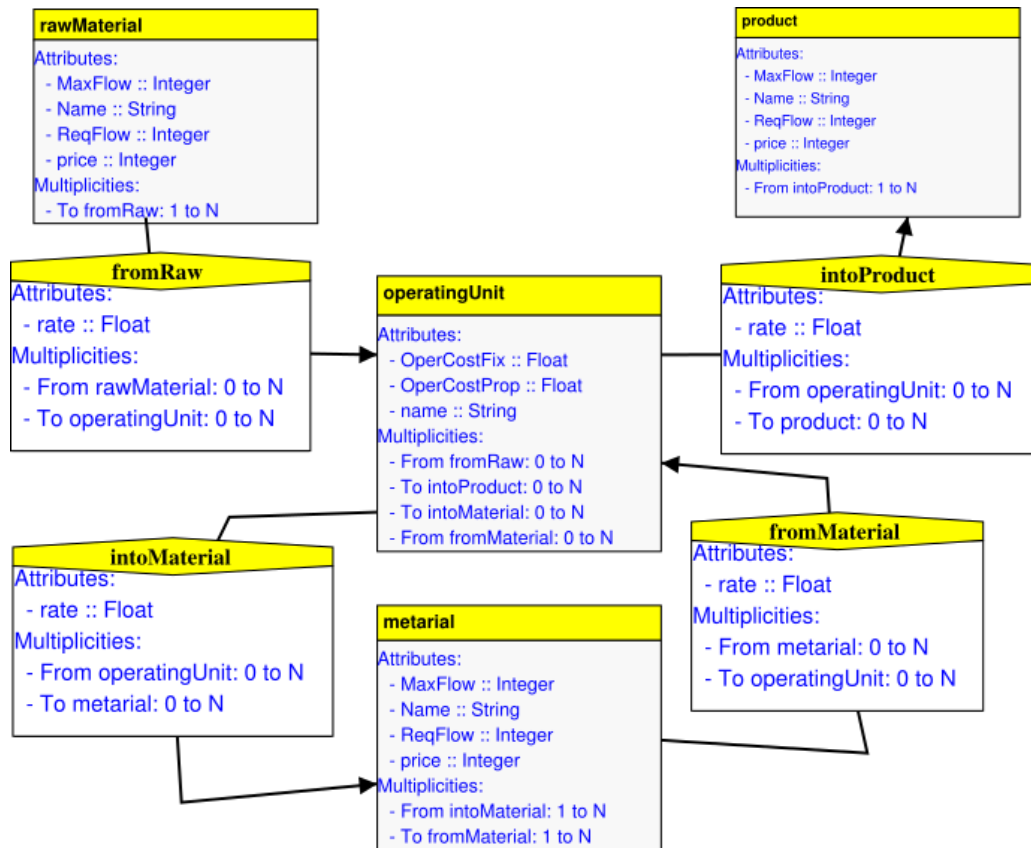 rawMaterial
Attributes:
- MaxFlow :: Integer
- Name :: String
- ReqFlow :: Integer
- price :: Integer
Multiplicities:
- To fromRaw: 1 to N
product
Attributes:
- MaxFlow :: Integer
- Name :: String
- ReqFlow :: Integer
- price :: Integer
Multiplicities:
- From intoProduct: 1 to N
fromRaw
Attributes:
- rate :: Float
Multiplicities:
- From rawMaterial: 0 to N
- To operatingUnit: 0 to N
operatingUnit
Attributes:
- OperCostFix :: Float
- OperCostProp :: Float
- name :: String
Multiplicities:
- From fromRaw: 0 to N
- To intoProduct: 0 to N
- To intoMaterial: 0 to N
- From fromMaterial: 0 to N
intoProduct
Attributes:
- rate :: Float
Multiplicities:
- From operatingUnit: 0 to N
- To product: 0 to N
intoMaterial
Attributes:
- rate :: Float
Multiplicities:
- From operatingUnit: 0 to N
- To metarial: 0 to N
metarial
Attributes:
- MaxFlow :: Integer
- Name :: String
- ReqFlow :: Integer
- price :: Integer
Multiplicities:
- From intoMaterial: 1 to N
- To fromMaterial: 1 to N
fromMaterial
Attributes:
- rate :: Float
Multiplicities:
- From metarial: 0 to N
- To operatingUnit: 0 to N